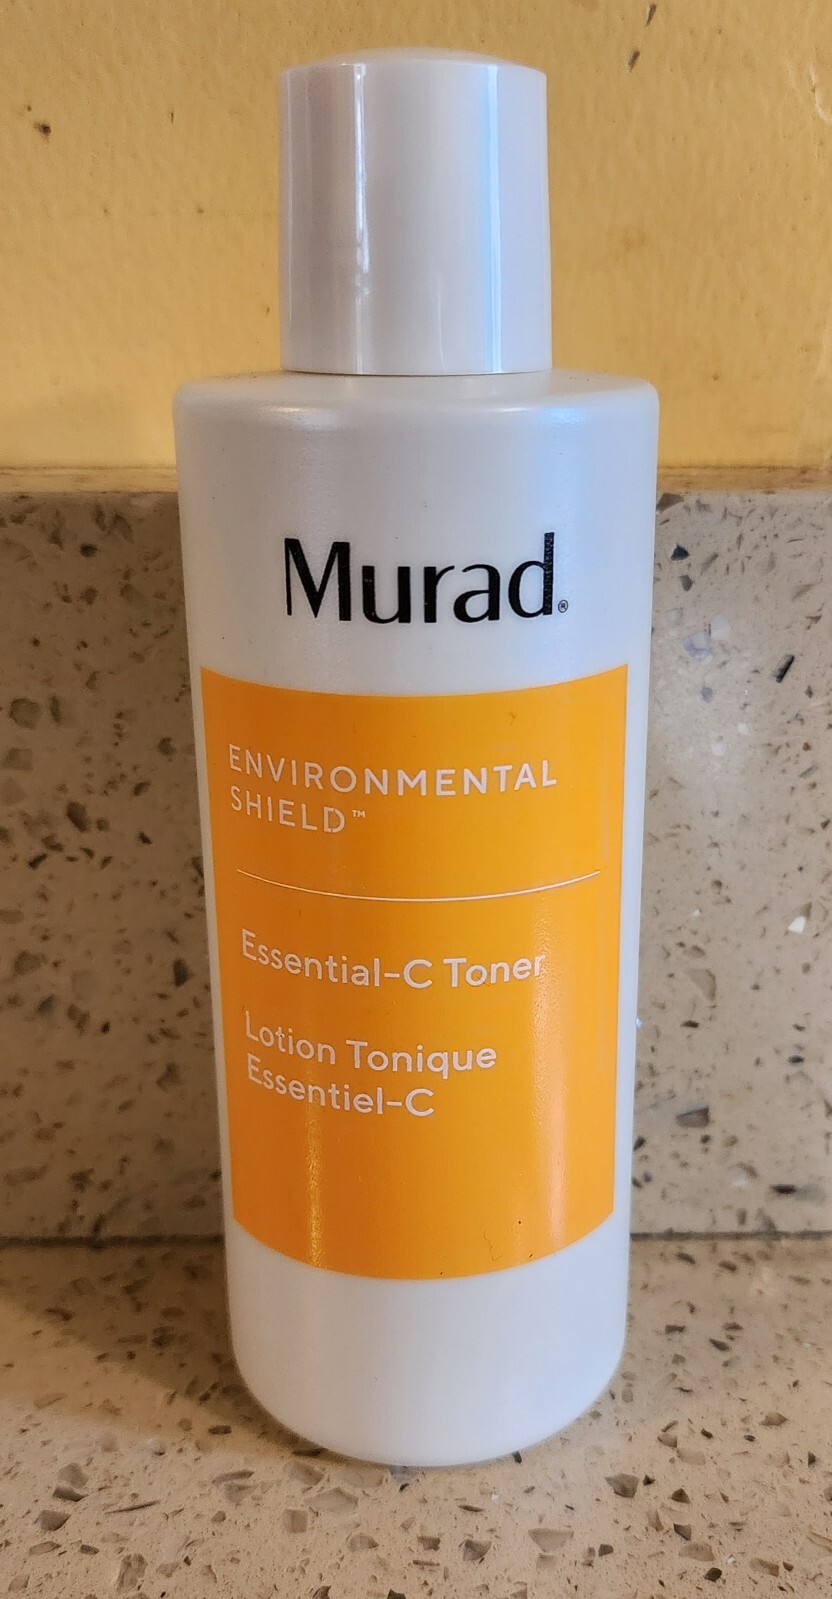 Murad®
ENVIRONMENTAL
SHIELD™
Essential-C Toner
Lotion Tonique
Essentiel-C